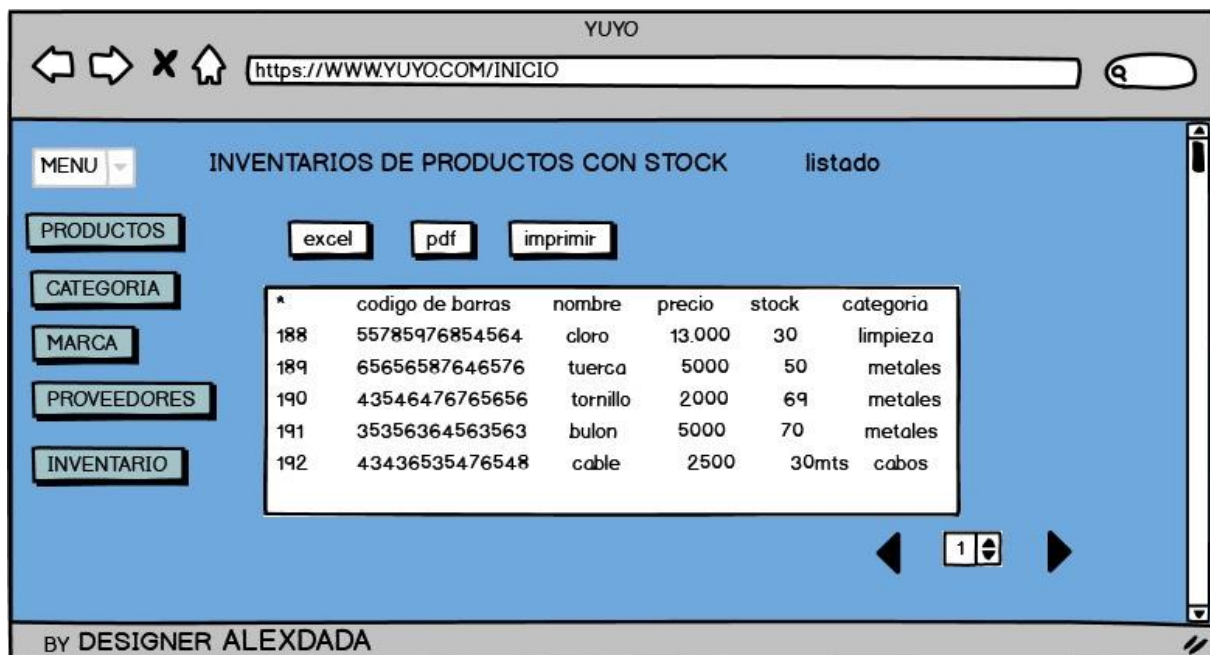 YUYO
https://WWW.YUYO.COM/INICIO
MENU
INVENTARIOS DE PRODUCTOS CON STOCK listado
PRODUCTOS
CATEGORIA
MARCA
PROVEEDORES
INVENTARIO
excel pdf imprimir
* codigo de barras nombre precio stock categoria
188 55785976854564 cloro 13.000 30 limpieza
189 65656587646576 tuerca 5000 50 metales
190 43546476765656 tornillo 2000 69 metales
191 35356364563563 bulon 5000 70 metales
192 43436535476548 cable 2500 30mts cabos
1
BY DESIGNER ALEXDADA